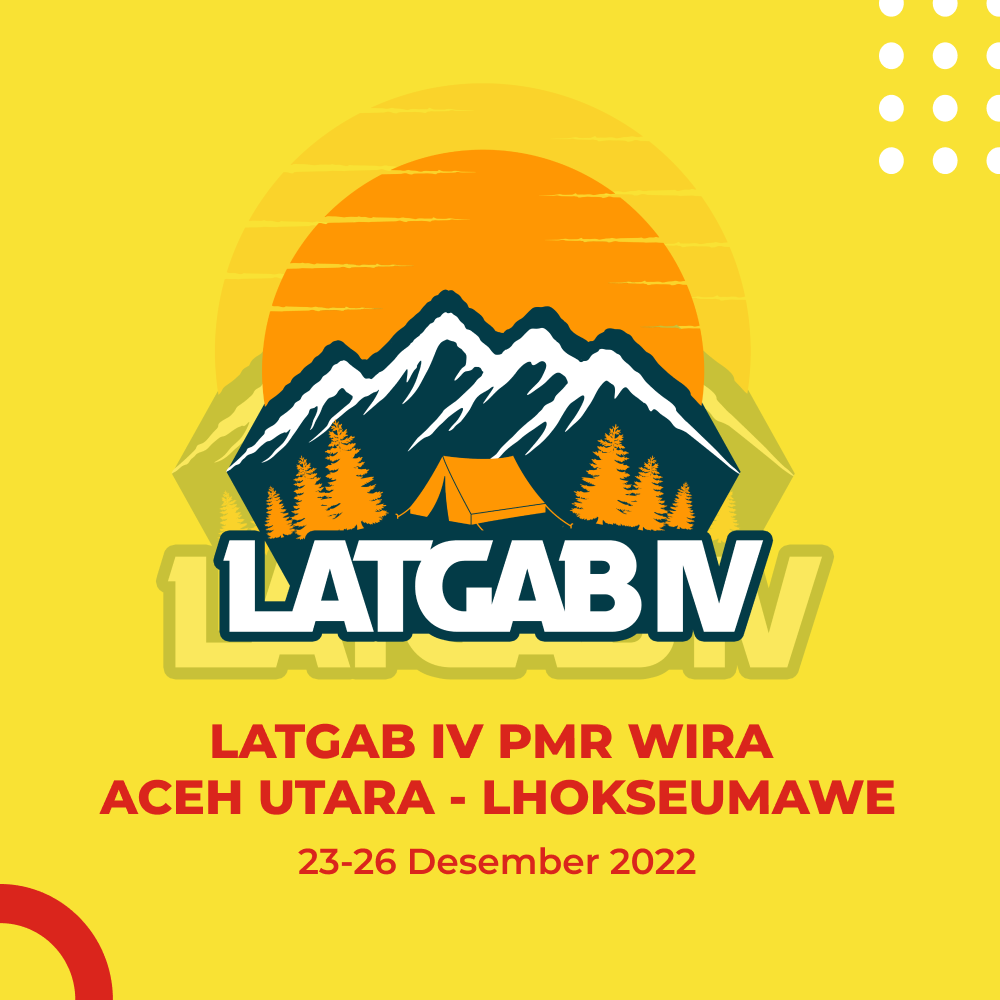 LATGAB IV
LATGAB IV PMR WIRA
ACEH UTARA - LHOKSEUMAWE
23-26 Desember 2022